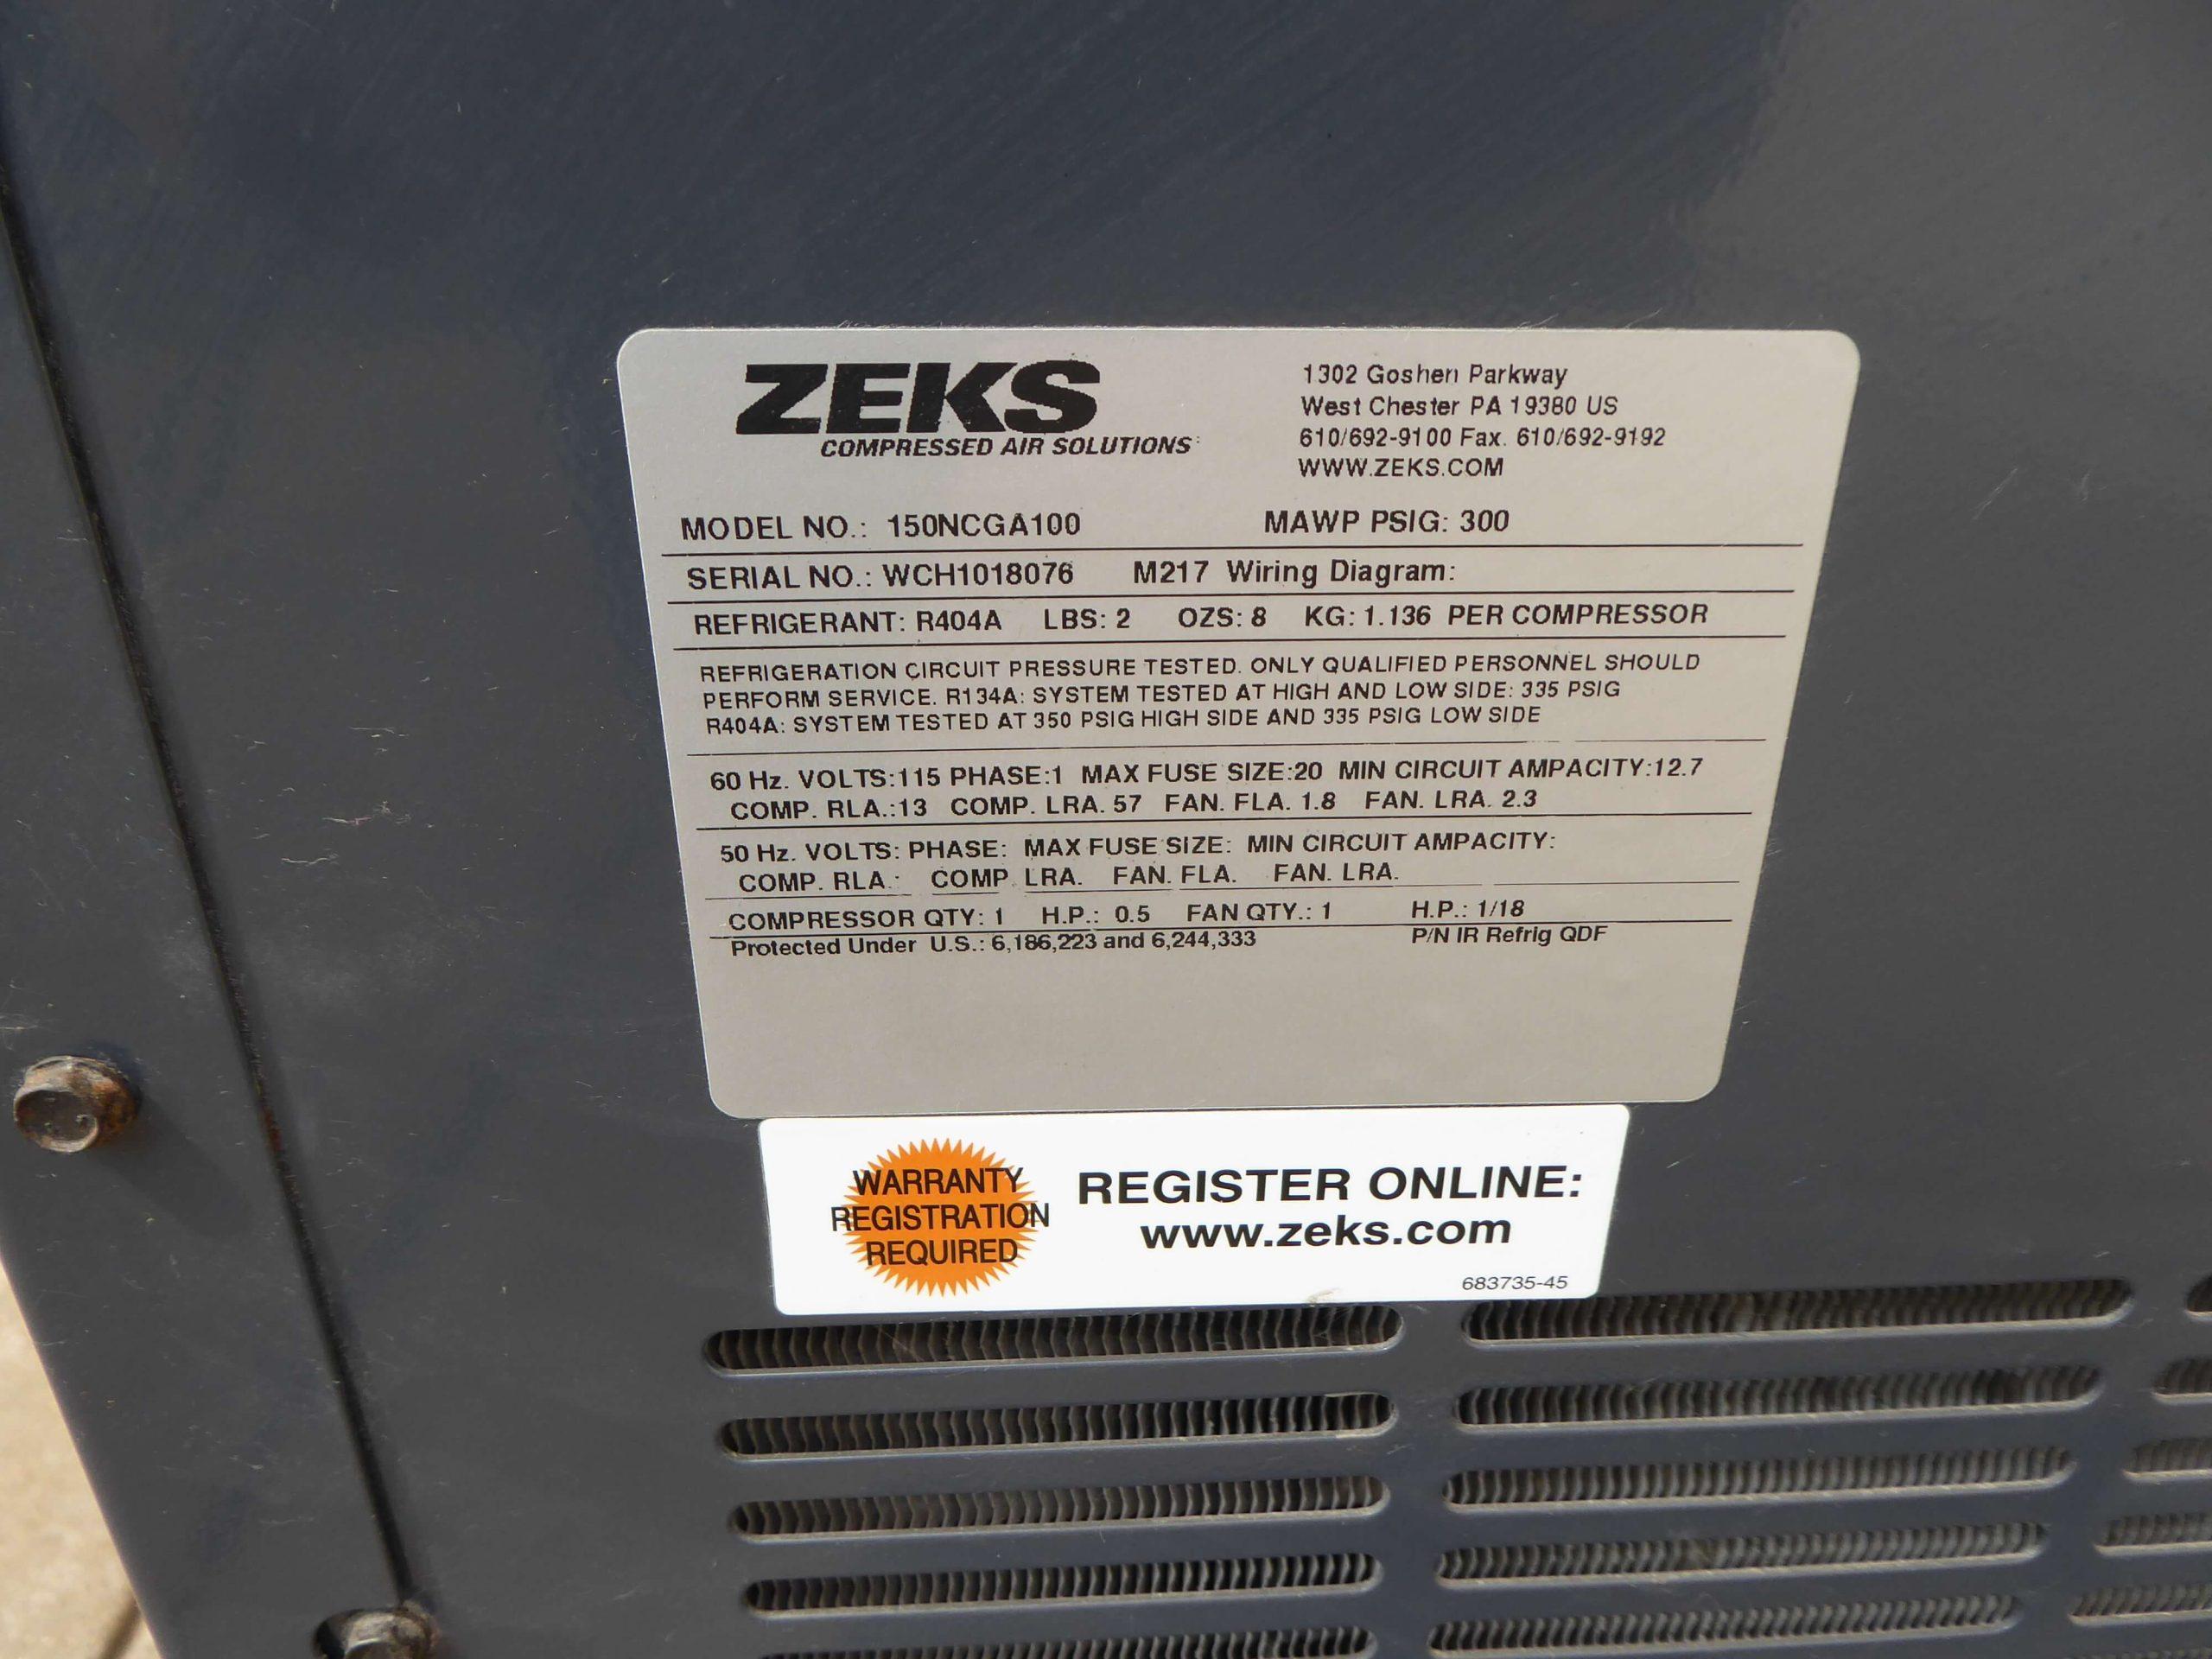 ZEKS
COMPRESSED AIR SOLUTIONS
1302 Goshen Parkway
West Chester PA 19380 US
610/692-9100 Fax. 610/692-9192
WWW.ZEKS.COM
MODEL NO.: 150NCGA100 MAWP PSIG: 300
SERIAL NO.: WCH1018076 M217 Wiring Diagram:
REFRIGERANT: R404A LBS: 2 OZS: 8 KG: 1.136 PER COMPRESSOR
REFRIGERATION CIRCUIT PRESSURE TESTED. ONLY QUALIFIED PERSONNEL SHOULD
PERFORM SERVICE. R134A: SYSTEM TESTED AT HIGH AND LOW SIDE: 335 PSIG
R404A: SYSTEM TESTED AT 350 PSIG HIGH SIDE AND 335 PSIG LOW SIDE
60 Hz. VOLTS:115 PHASE:1 MAX FUSE SIZE:20 MIN CIRCUIT AMPACITY:12.7
COMP. RLA.:13 COMP. LRA. 57 FAN. FLA. 1.8 FAN. LRA. 2.3
50 Hz. VOLTS: PHASE: MAX FUSE SIZE: MIN CIRCUIT AMPACITY:
COMP. RLA.: COMP. LRA. FAN. FLA. FAN. LRA.
COMPRESSOR QTY: 1 H.P.: 0.5 FAN QTY.: 1 H.P.: 1/18
Protected Under U.S.: 6,186,223 and 6,244,333 P/N IR Refrig QDF
WARRANTY
REGISTRATION
REQUIRED
REGISTER ONLINE:
www.zeks.com
683735-45